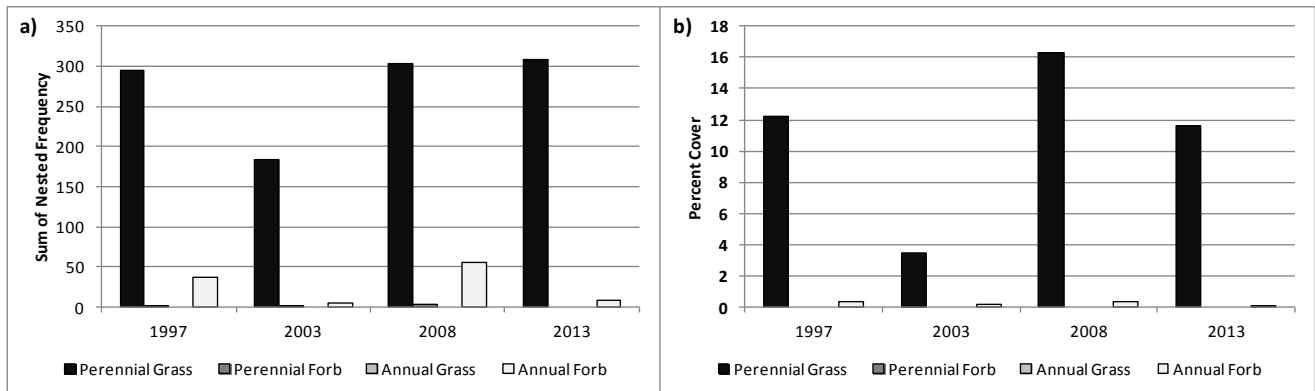 a)
350
300
250
200
150
100
50
0
Sum of Nested Frequency
1997 2003 2008 2013
Perennial Grass Perennial Forb Annual Grass Annual Forb
b)
18
16
14
12
10
8
6
4
2
0
Percent Cover
1997 2003 2008 2013
Perennial Grass Perennial Forb Annual Grass Annual Forb